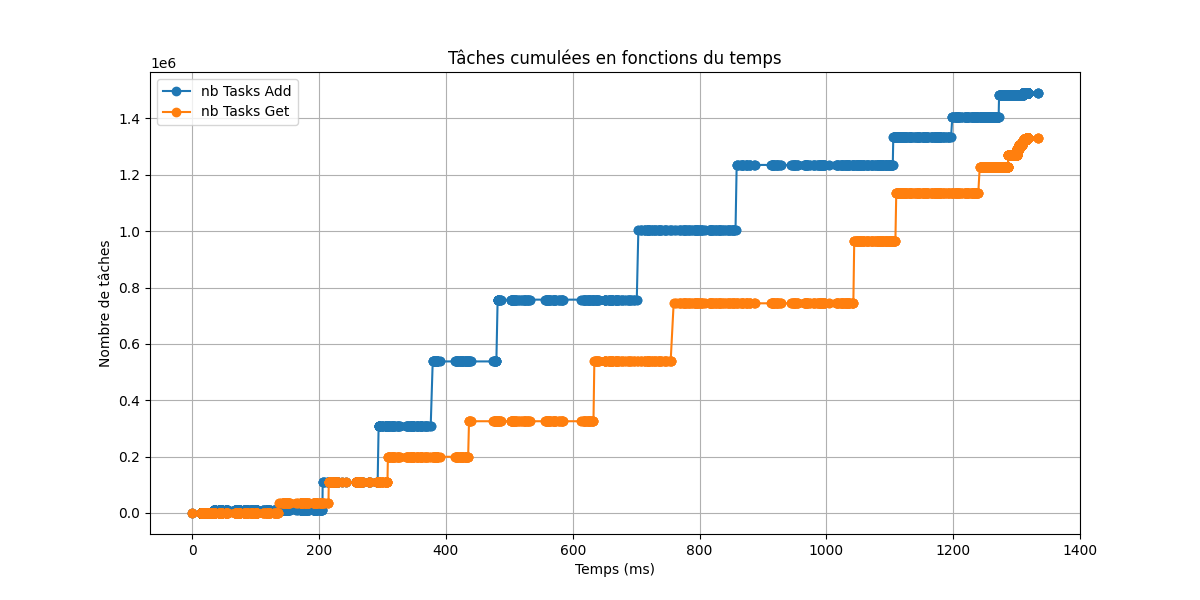 Tâches cumulées en fonctions du temps
1e6
nb Tasks Add
nb Tasks Get
1.4
1.2
1.0
0.8
0.6
0.4
0.2
0.0
Nombre de tâches
0 200 400 600 800 1000 1200 1400
Temps (ms)